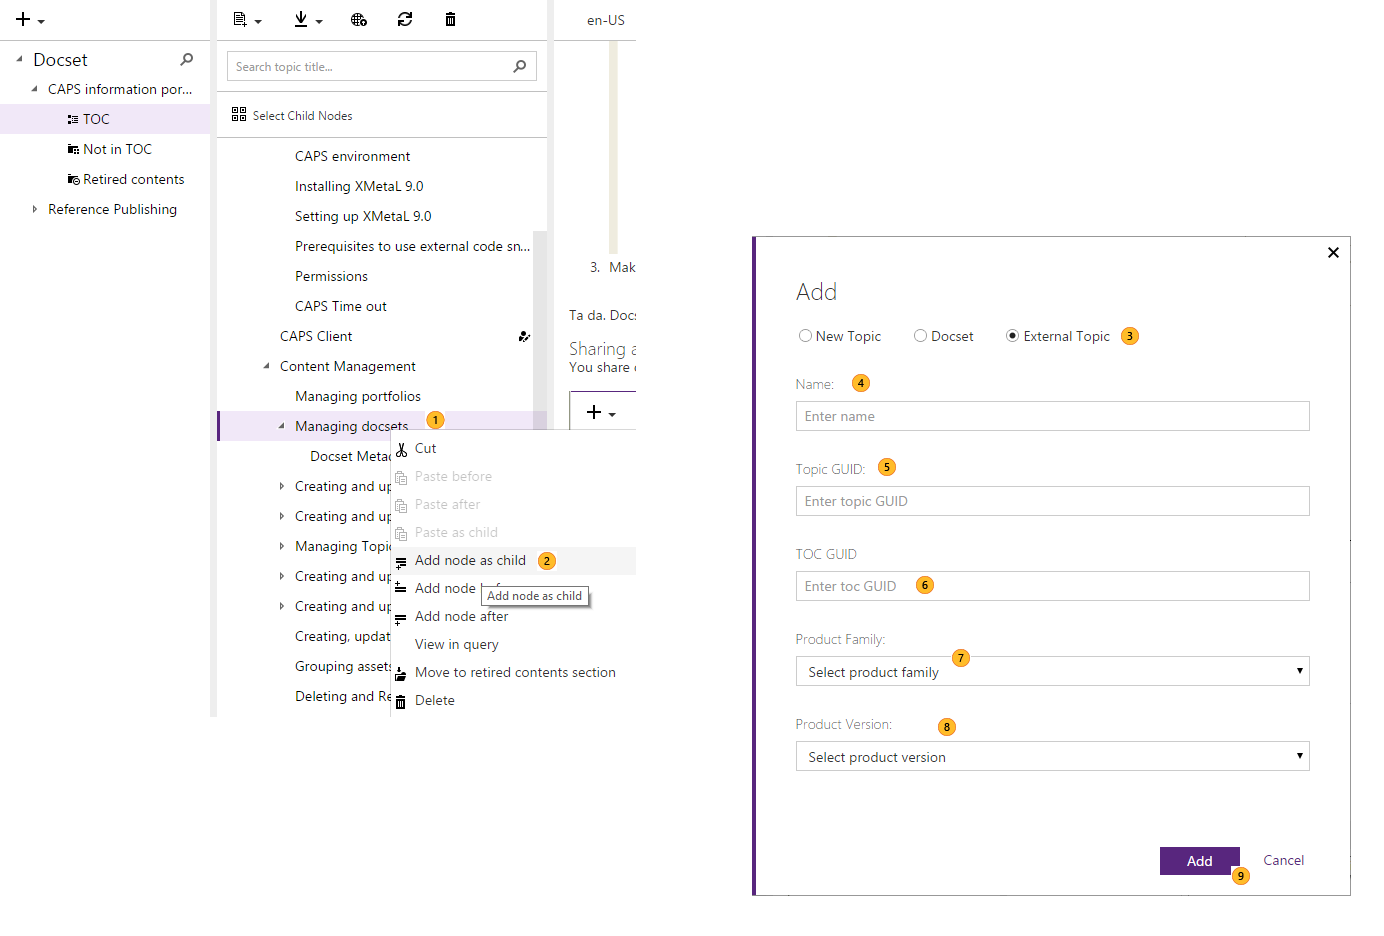 Docset
CAPS information por...
TOC
Not in TOC
Retired contents
Reference Publishing
Search topic title...
Select Child Nodes
CAPS environment
Installing XMetaL 9.0
Setting up XMetaL 9.0
Prerequisites to use external code sn...
Permissions
CAPS Time out
CAPS Client
Content Management
Managing portfolios
Managing docsets 1
Docset Metad
Creating and up
Creating and up
Managing Topic
Creating and up
Creating and up
Creating, updat
Grouping assets
Deleting and Re
Cut
Paste before
Paste after
Paste as child
Add node as child 2
Add node
Add node as child
Add node after
View in query
Move to retired contents section
Delete
en-US
3. Mak
Ta da. Docs
Sharing a
You share
Add
New Topic Docset External Topic 3
Name: 4
Enter name
Topic GUID: 5
Enter topic GUID
TOC GUID
Enter toc GUID 6
Product Family:
Select product family 7
Product Version: 8
Select product version
Add Cancel
9